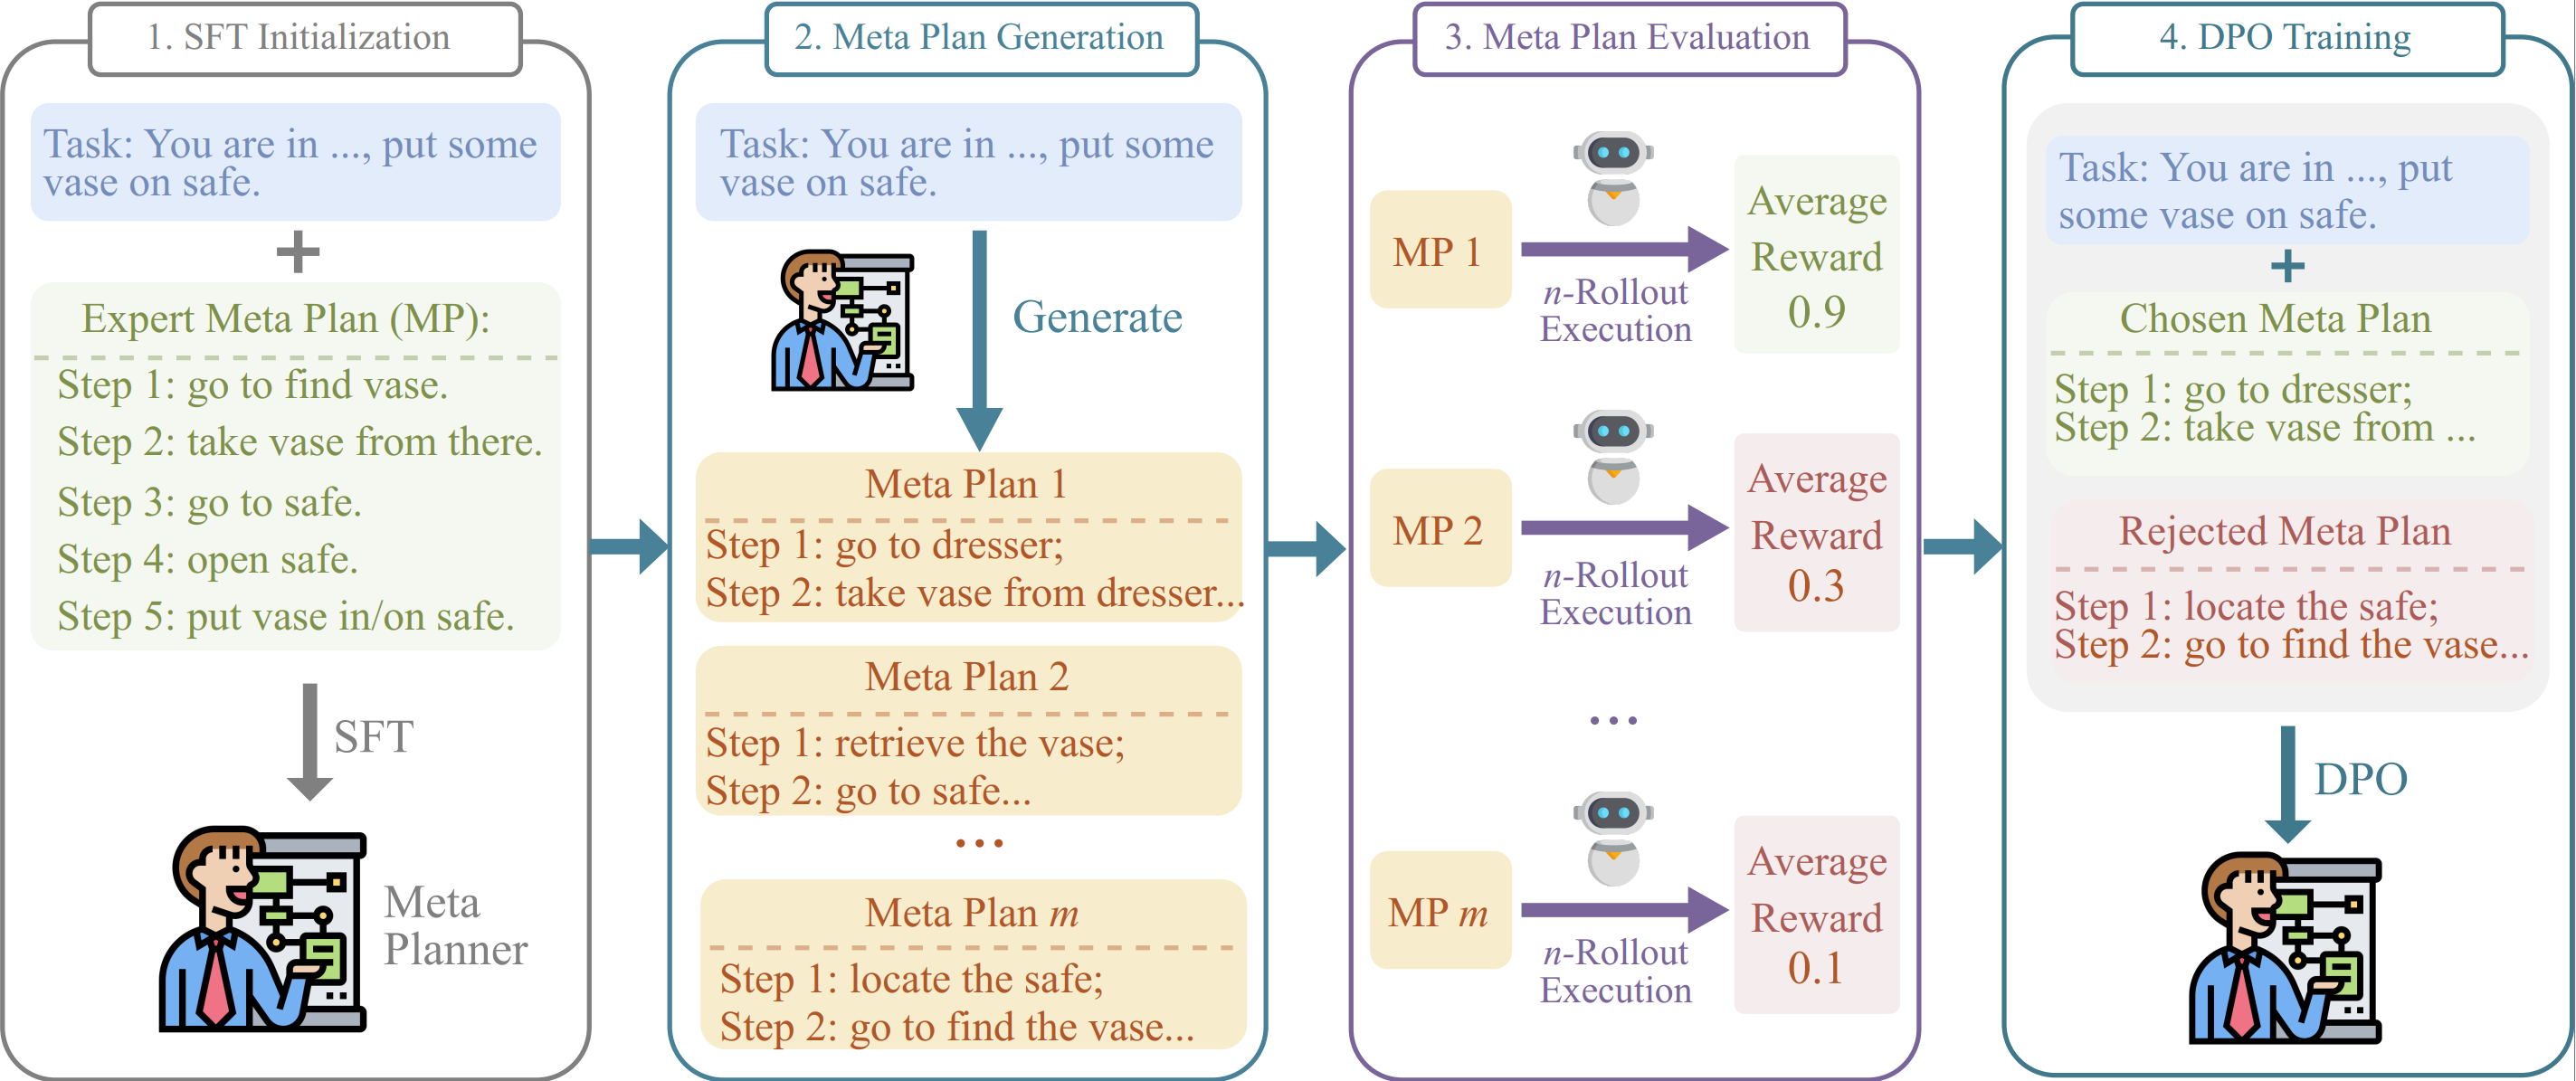 1. SFT Initialization
Task: You are in ..., put some
vase on safe.
+
Expert Meta Plan (MP):
Step 1: go to find vase.
Step 2: take vase from there.
Step 3: go to safe.
Step 4: open safe.
Step 5: put vase in/on safe.
SFT
Meta
Planner
2. Meta Plan Generation
Task: You are in ..., put some
vase on safe.
Generate
Meta Plan 1
Step 1: go to dresser;
Step 2: take vase from dresser...
Meta Plan 2
Step 1: retrieve the vase;
Step 2: go to safe...
...
Meta Plan m
Step 1: locate the safe;
Step 2: go to find the vase...
3. Meta Plan Evaluation
MP 1
n-Rollout
Execution
Average
Reward
0.9
MP 2
n-Rollout
Execution
Average
Reward
0.3
...
MP m
n-Rollout
Execution
Average
Reward
0.1
4. DPO Training
Task: You are in ..., put
some vase on safe.
+
Chosen Meta Plan
Step 1: go to dresser;
Step 2: take vase from ...
Rejected Meta Plan
Step 1: locate the safe;
Step 2: go to find the vase...
DPO